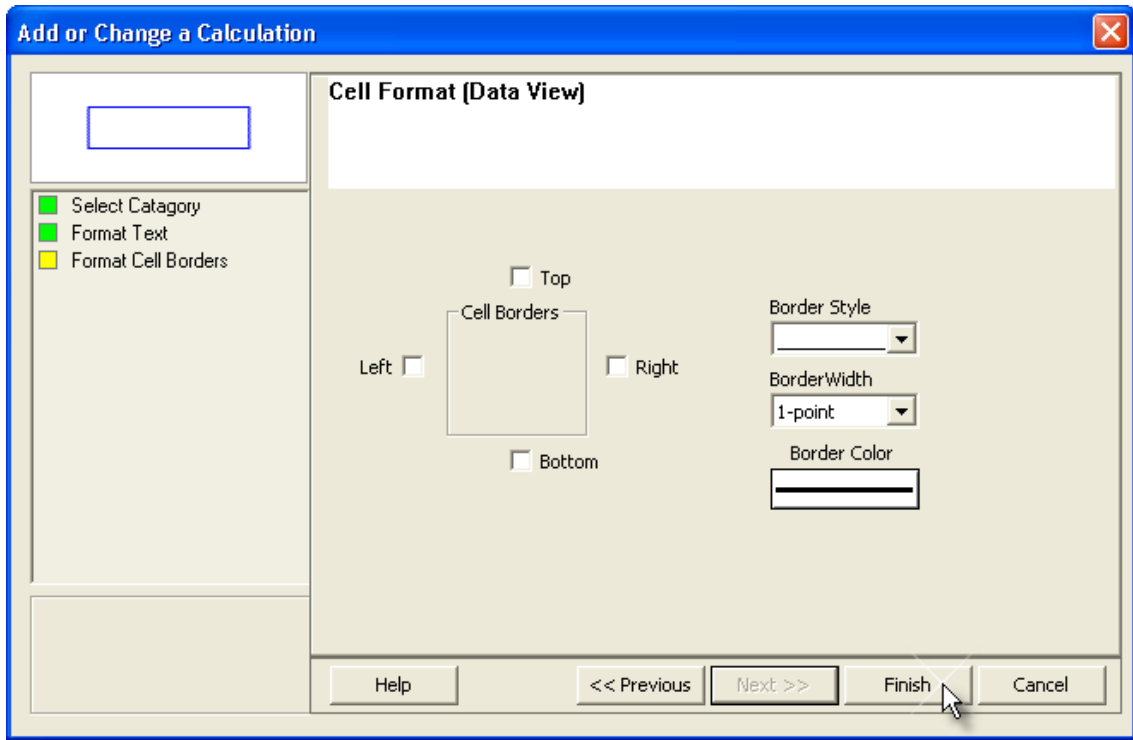 Add or Change a Calculation
Cell Format (Data View)
Select Catagory
Format Text
Format Cell Borders
Top
Cell Borders
Left
Right
Bottom
Border Style
BorderWidth
1-point
Border Color
Help
<< Previous
Next >>
Finish
Cancel